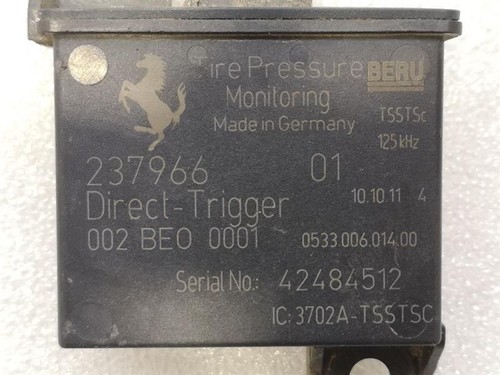 Tire Pressure BERU
Monitoring TSSTSc
Made in Germany 125 kHz
237966 01 10.10.11 4
Direct-Trigger
002 BEO 0001 0533.006.014.00
Serial No.: 42484512
IC: 3702A-TSSTSC